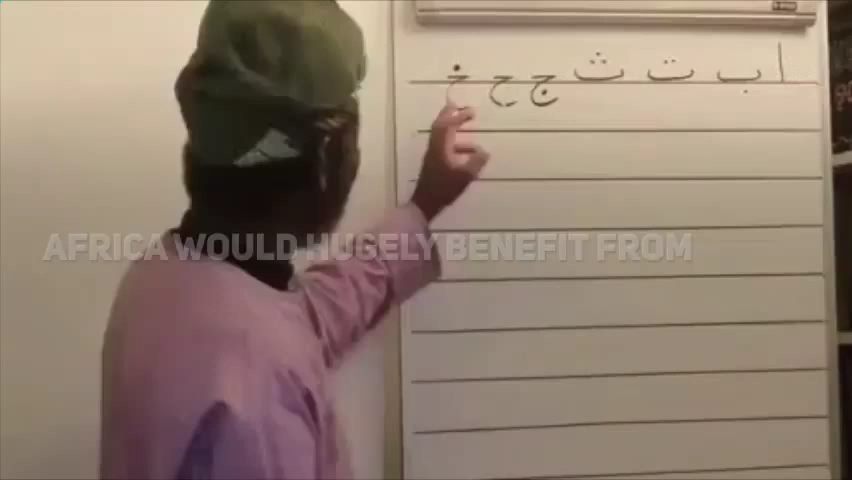 ا ب ت ث ج ح خ
AFRICA WOULD HUGELY BENEFIT FROM